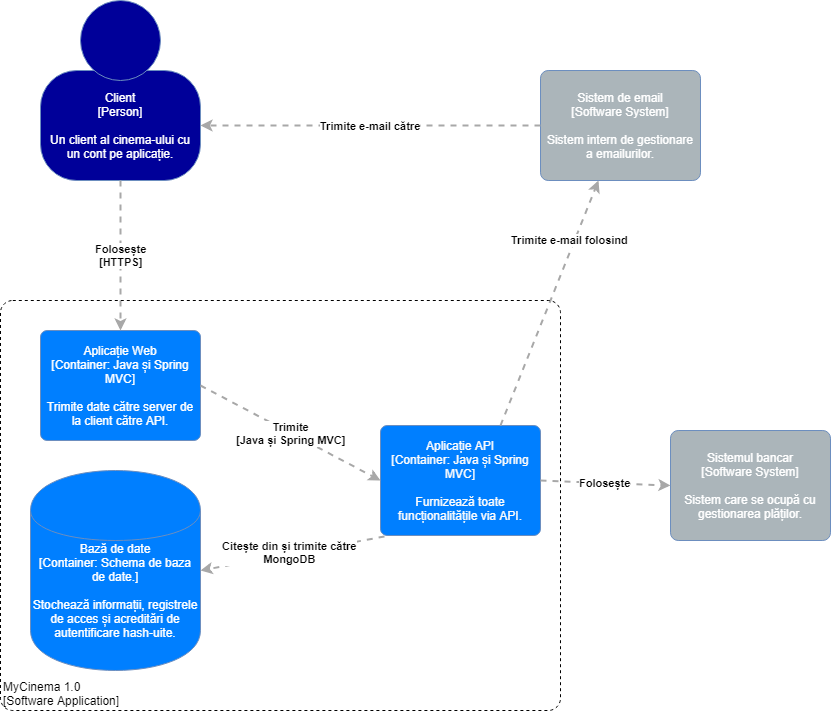 Client
[Person]
Un client al cinema-ului cu
un cont pe aplicație.
Sistem de email
[Software System]
Sistem intern de gestionare
a emailurilor.
Trimite e-mail către
Folosește
[HTTPS]
Trimite e-mail folosind
Aplicație Web
[Container: Java și Spring
MVC]
Trimite date către server de
la client către API.
Trimite
[Java și Spring MVC]
Aplicație API
[Container: Java și Spring
MVC]
Furnizează toate
funcționalitățile via API.
Folosește
Sistemul bancar
[Software System]
Sistem care se ocupă cu
gestionarea plăților.
Citește din și trimite către
MongoDB
Bază de date
[Container: Schema de baza
de date.]
Stochează informații, registrele
de acces și acreditări de
autentificare hash-uite.
MyCinema 1.0
[Software Application]